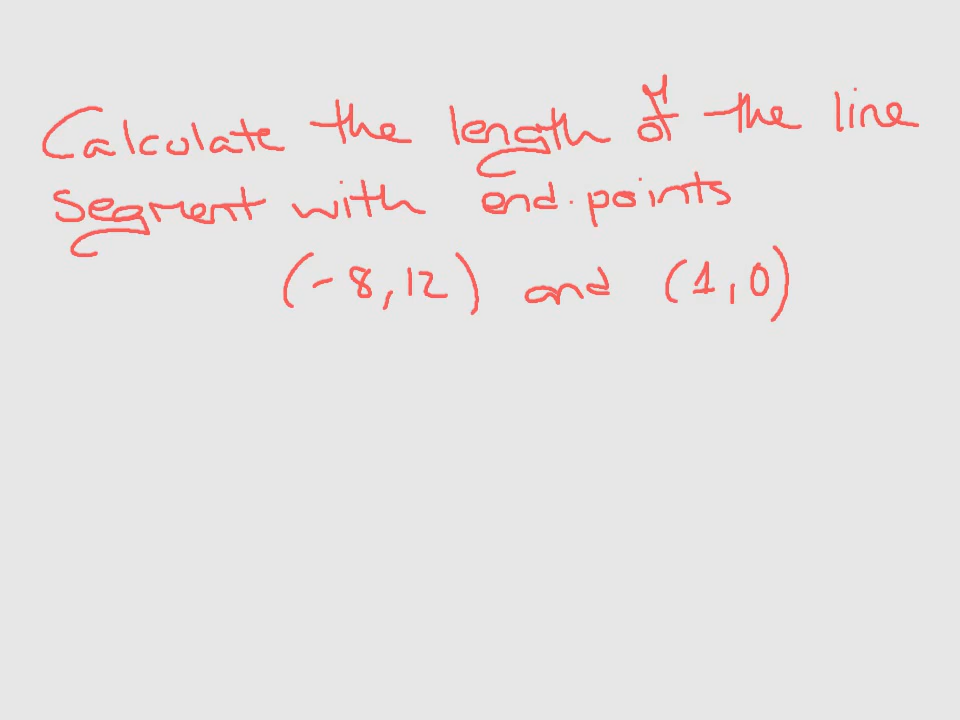 Calculate the length of the line
segment with end.points
(-8,12) and (1,0)